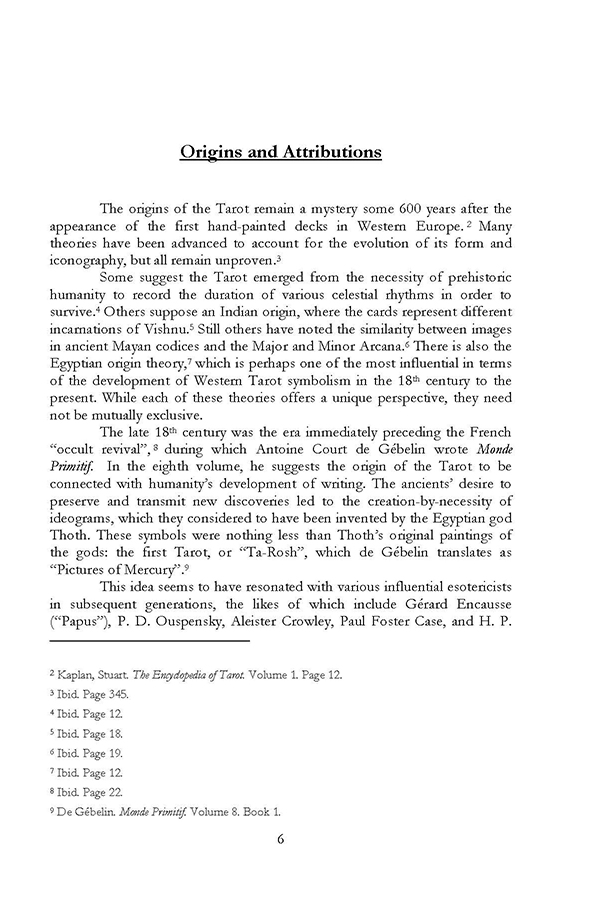 Origins and Attributions
The origins of the Tarot remain a mystery some 600 years after the
appearance of the first hand-painted decks in Western Europe. ² Many
theories have been advanced to account for the evolution of its form and
iconography, but all remain unproven.³
Some suggest the Tarot emerged from the necessity of prehistoric
humanity to record the duration of various celestial rhythms in order to
survive.⁴ Others suppose an Indian origin, where the cards represent different
incarnations of Vishnu.⁵ Still others have noted the similarity between images
in ancient Mayan codices and the Major and Minor Arcana.⁶ There is also the
Egyptian origin theory,⁷ which is perhaps one of the most influential in terms
of the development of Western Tarot symbolism in the 18th century to the
present. While each of these theories offers a unique perspective, they need
not be mutually exclusive.
The late 18th century was the era immediately preceding the French
“occult revival”, ⁸ during which Antoine Court de Gébelin wrote Monde
Primitif. In the eighth volume, he suggests the origin of the Tarot to be
connected with humanity’s development of writing. The ancients’ desire to
preserve and transmit new discoveries led to the creation-by-necessity of
ideograms, which they considered to have been invented by the Egyptian god
Thoth. These symbols were nothing less than Thoth’s original paintings of
the gods: the first Tarot, or “Ta-Rosh”, which de Gébelin translates as
“Pictures of Mercury”.⁹
This idea seems to have resonated with various influential esotericists
in subsequent generations, the likes of which include Gérard Encausse
(“Papus”), P. D. Ouspensky, Aleister Crowley, Paul Foster Case, and H. P.
² Kaplan, Stuart. The Encyclopedia of Tarot. Volume 1. Page 12.
³ Ibid. Page 345.
⁴ Ibid. Page 12.
⁵ Ibid. Page 18.
⁶ Ibid. Page 19.
⁷ Ibid. Page 12.
⁸ Ibid. Page 22.
⁹ De Gébelin. Monde Primitif. Volume 8. Book 1.
6